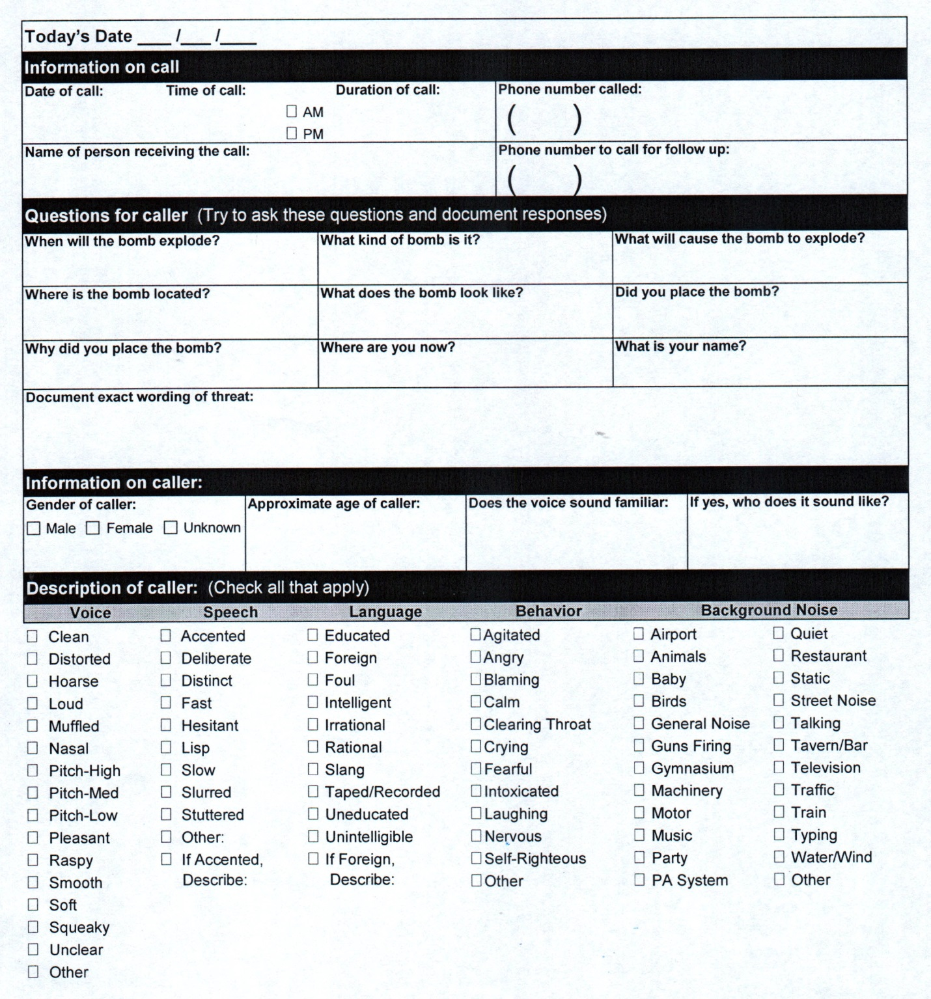 Today's Date ____ /____ /_____
Information on call
Date of call: Time of call: Duration of call: Phone number called:
☐ AM
☐ PM
( )
Name of person receiving the call: Phone number to call for follow up:
( )
Questions for caller (Try to ask these questions and document responses)
When will the bomb explode? What kind of bomb is it? What will cause the bomb to explode?
Where is the bomb located? What does the bomb look like? Did you place the bomb?
Why did you place the bomb? Where are you now? What is your name?
Document exact wording of threat:
Information on caller:
Gender of caller: Approximate age of caller: Does the voice sound familiar: If yes, who does it sound like?
☐ Male ☐ Female ☐ Unknown
Description of caller: (Check all that apply)
Voice Speech Language Behavior Background Noise
☐ Clean ☐ Accented ☐ Educated ☐ Agitated ☐ Airport ☐ Quiet
☐ Distorted ☐ Deliberate ☐ Foreign ☐ Angry ☐ Animals ☐ Restaurant
☐ Hoarse ☐ Distinct ☐ Foul ☐ Blaming ☐ Baby ☐ Static
☐ Loud ☐ Fast ☐ Intelligent ☐ Calm ☐ Birds ☐ Street Noise
☐ Muffled ☐ Hesitant ☐ Irrational ☐ Clearing Throat ☐ General Noise ☐ Talking
☐ Nasal ☐ Lisp ☐ Rational ☐ Crying ☐ Guns Firing ☐ Tavern/Bar
☐ Pitch-High ☐ Slow ☐ Slang ☐ Fearful ☐ Gymnasium ☐ Television
☐ Pitch-Med ☐ Slurred ☐ Taped/Recorded ☐ Intoxicated ☐ Machinery ☐ Traffic
☐ Pitch-Low ☐ Stuttered ☐ Uneducated ☐ Laughing ☐ Motor ☐ Train
☐ Pleasant ☐ Other: ☐ Unintelligible ☐ Nervous ☐ Music ☐ Typing
☐ Raspy ☐ If Accented, ☐ If Foreign, ☐ Self-Righteous ☐ Party ☐ Water/Wind
☐ Smooth Describe: Describe: ☐ Other ☐ PA System ☐ Other
☐ Soft
☐ Squeaky
☐ Unclear
☐ Other